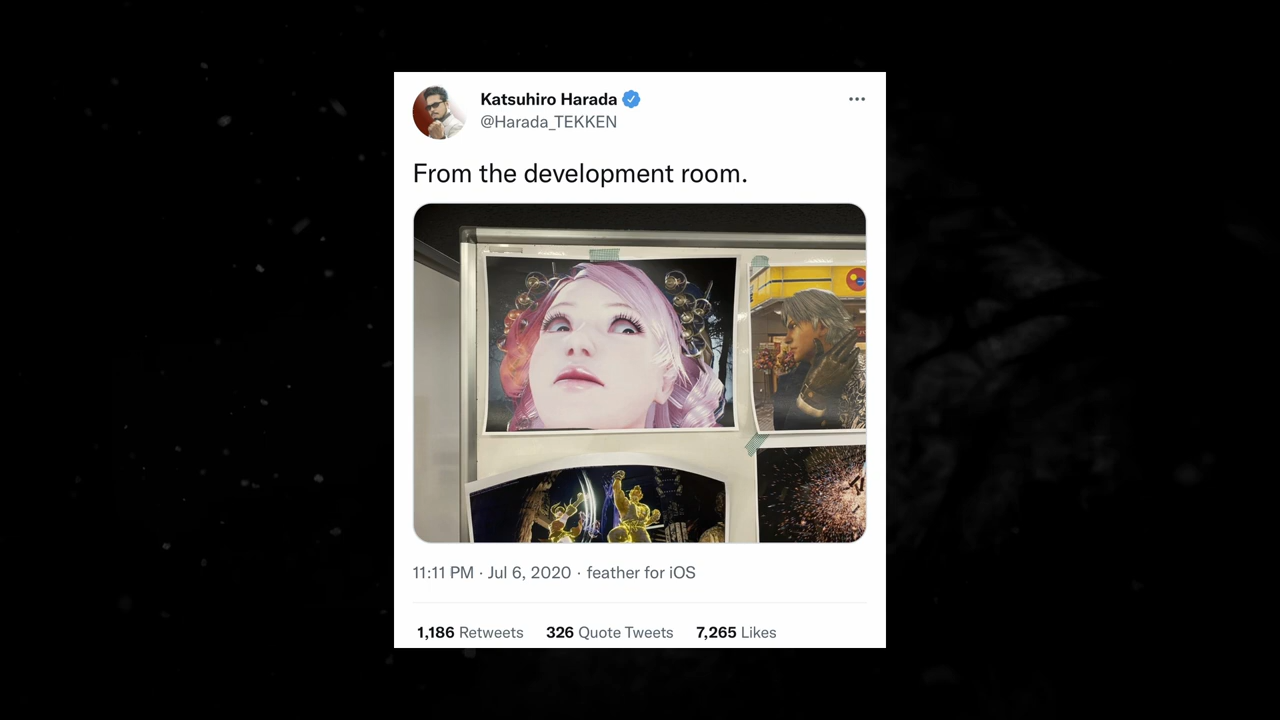 Katsuhiro Harada
@Harada_TEKKEN
From the development room.
11:11 PM · Jul 6, 2020 · feather for iOS
1,186 Retweets 326 Quote Tweets 7,265 Likes